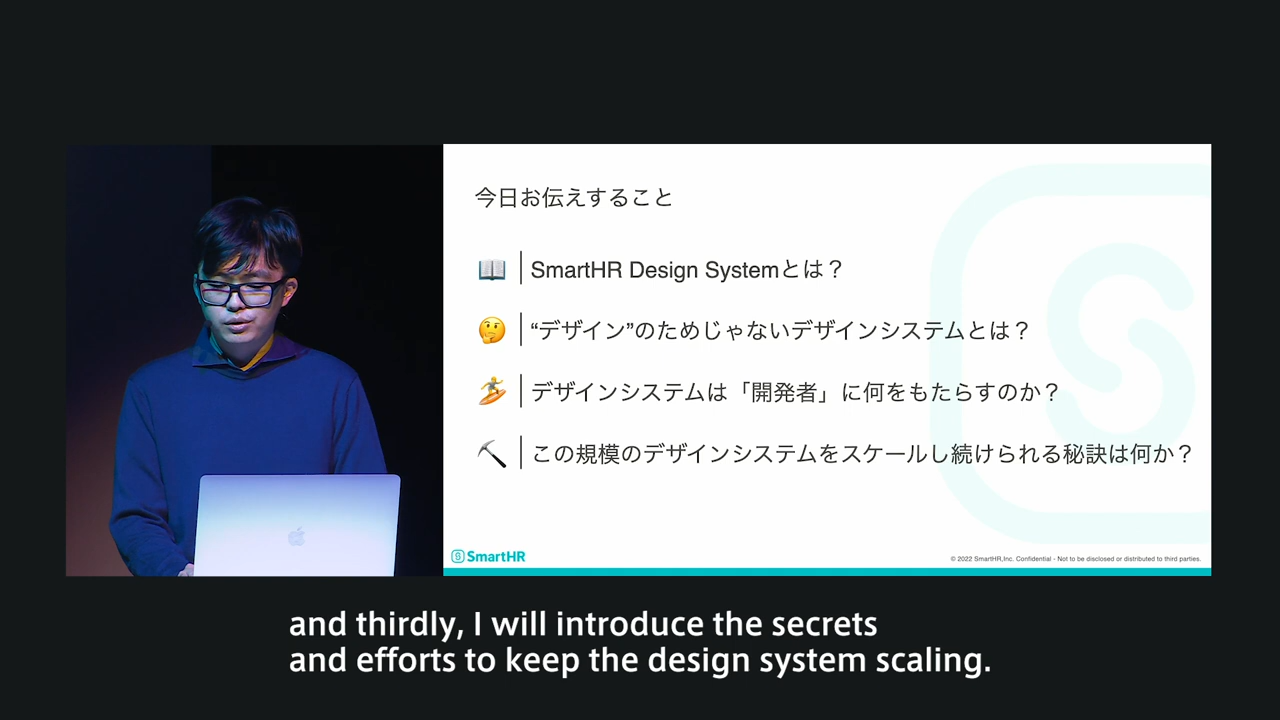 今日お伝えすること
SmartHR Design Systemとは？
“デザイン”のためじゃないデザインシステムとは？
デザインシステムは「開発者」に何をもたらすのか？
この規模のデザインシステムをスケールし続けられる秘訣は何か？
SmartHR
© 2022 SmartHR,Inc. Confidential - Not to be disclosed or distributed to third parties.
and thirdly, I will introduce the secrets
and efforts to keep the design system scaling.